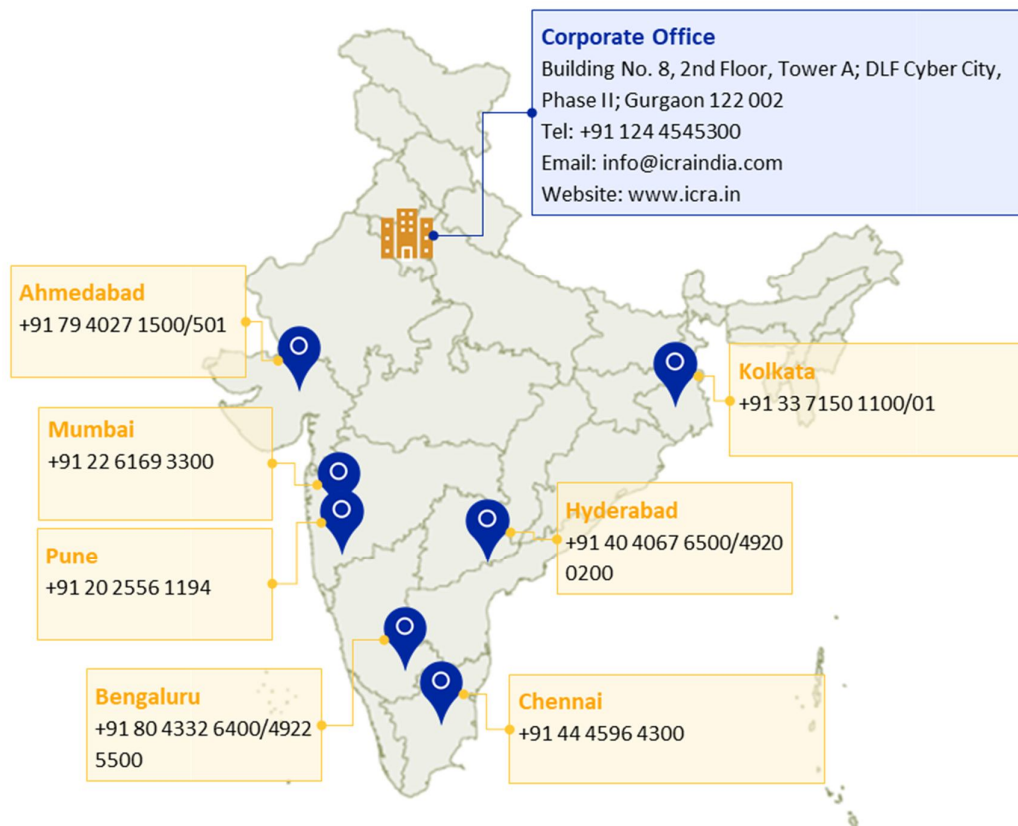 Corporate Office
Building No. 8, 2nd Floor, Tower A; DLF Cyber City,
Phase II; Gurgaon 122 002
Tel: +91 124 4545300
Email: info@icraindia.com
Website: www.icra.in
Ahmedabad
+91 79 4027 1500/501
Kolkata
+91 33 7150 1100/01
Mumbai
+91 22 6169 3300
Hyderabad
+91 40 4067 6500/4920
0200
Pune
+91 20 2556 1194
Bengaluru
+91 80 4332 6400/4922
5500
Chennai
+91 44 4596 4300